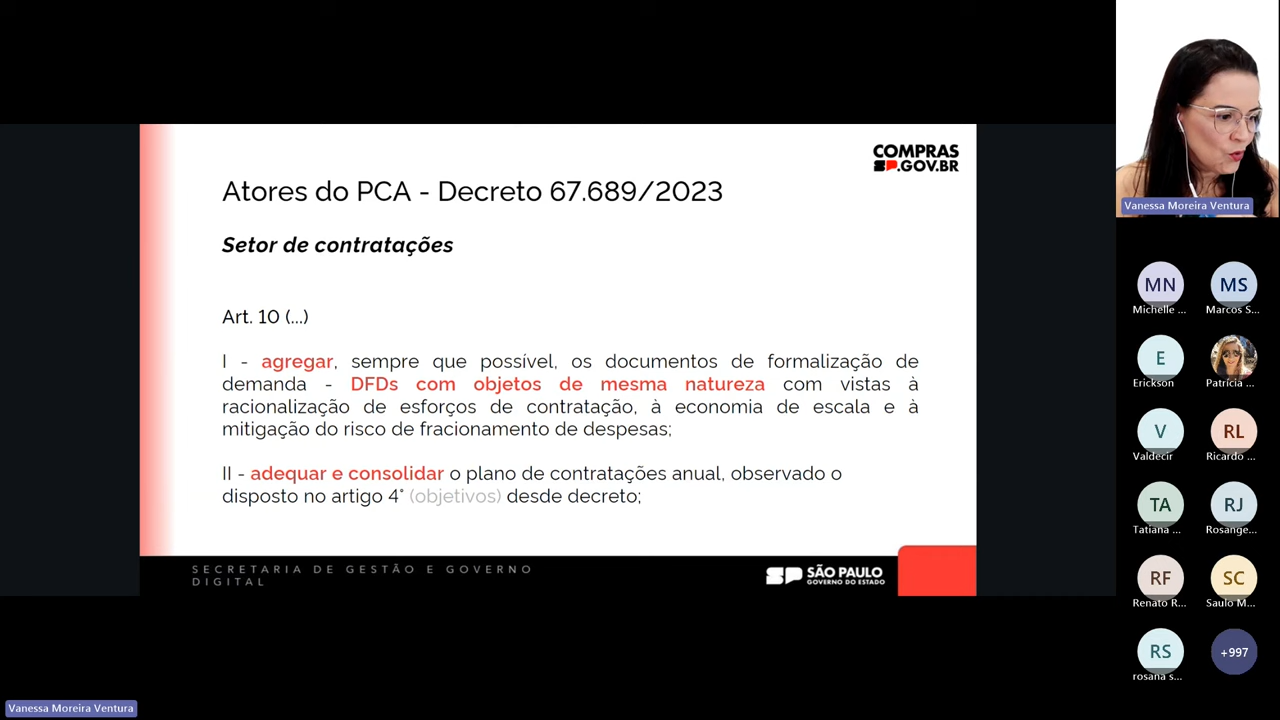 COMPRAS
SP.GOV.BR
Atores do PCA - Decreto 67.689/2023
Setor de contratações
Art. 10 (...)
I - agregar, sempre que possível, os documentos de formalização de
demanda - DFDs com objetos de mesma natureza com vistas à
racionalização de esforços de contratação, à economia de escala e à
mitigação do risco de fracionamento de despesas;
II - adequar e consolidar o plano de contratações anual, observado o
disposto no artigo 4° (objetivos) desde decreto;
SECRETARIA DE GESTÃO E GOVERNO
DIGITAL
SP SÃO PAULO
GOVERNO DO ESTADO
Vanessa Moreira Ventura
MN
Michelle ...
MS
Marcos S...
E
Erickson
Patrícia ...
V
Valdecir
RL
Ricardo ...
TA
Tatiana ...
RJ
Rosange...
RF
Renato R...
SC
Saulo M...
RS
rosana s...
+997
Vanessa Moreira Ventura